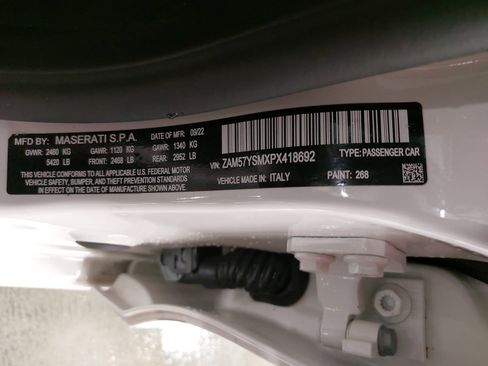 MFD BY: MASERATI S.P.A. DATE OF MFR: 09/22
GVWR: 2460 KG GAWR: 1120 KG GAWR: 1340 KG
5420 LB FRONT: 2468 LB REAR: 2952 LB
THIS VEHICLE CONFORMS TO ALL APPLICABLE U.S. FEDERAL MOTOR
VEHICLE SAFETY, BUMPER, AND THEFT PREVENTION STANDARDS
IN EFFECT ON THE DATE OF MANUFACTURE SHOWN ABOVE
VIN: ZAM57YSMXPX418692 TYPE: PASSENGER CAR
VEHICLE MADE IN: ITALY PAINT: 268